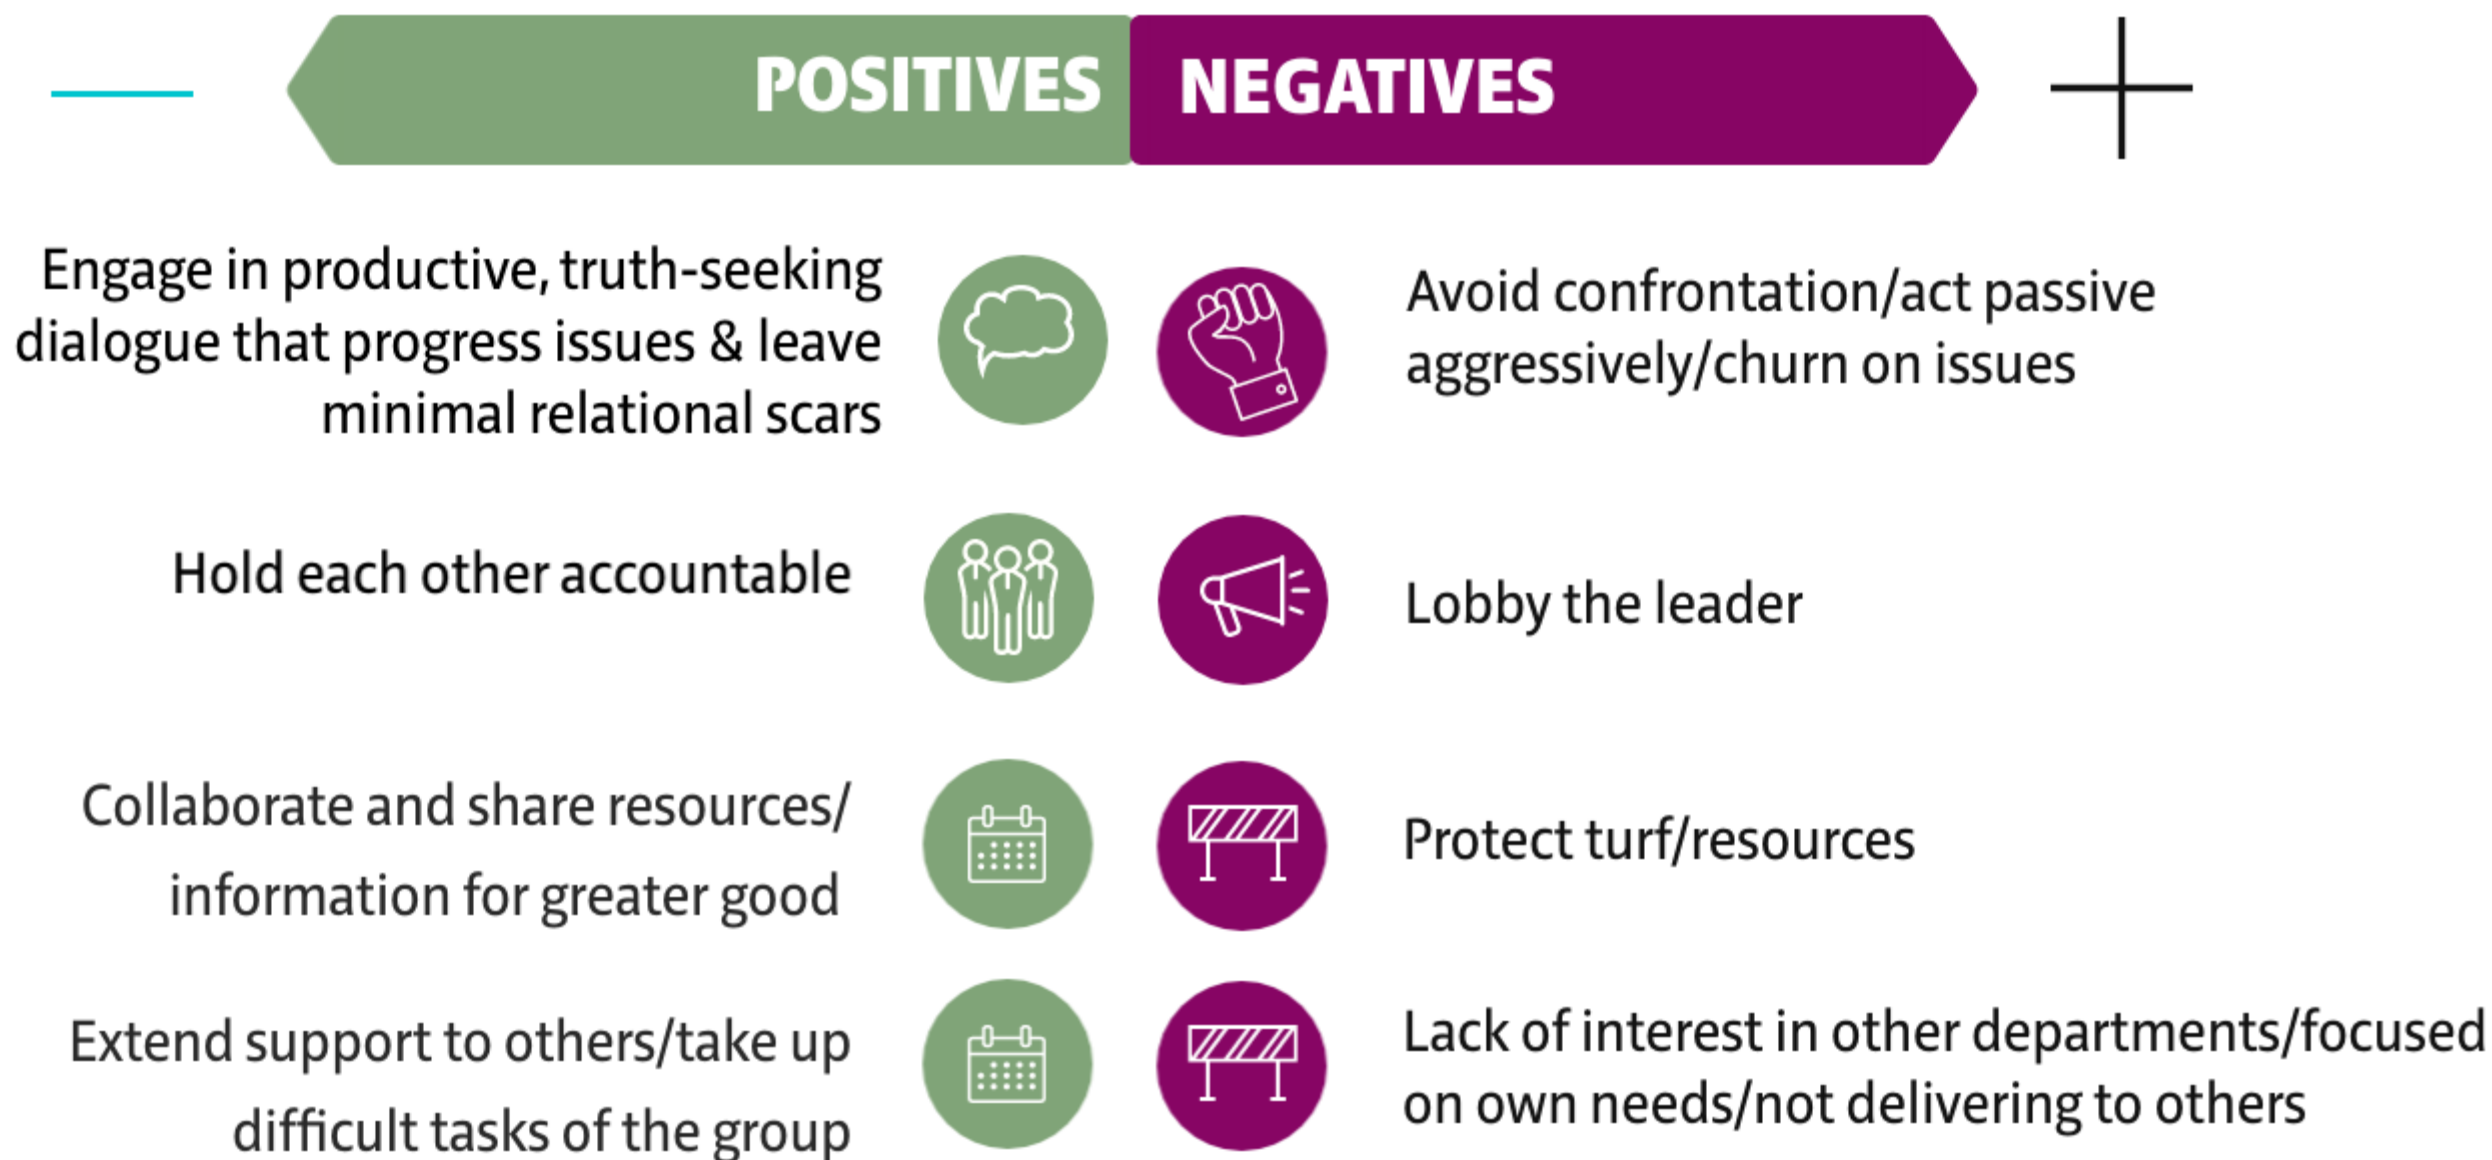 POSITIVES NEGATIVES
Engage in productive, truth-seeking
dialogue that progress issues & leave
minimal relational scars
Avoid confrontation/act passive
aggressively/churn on issues
Hold each other accountable
Lobby the leader
Collaborate and share resources/
information for greater good
Protect turf/resources
Extend support to others/take up
difficult tasks of the group
Lack of interest in other departments/focused
on own needs/not delivering to others